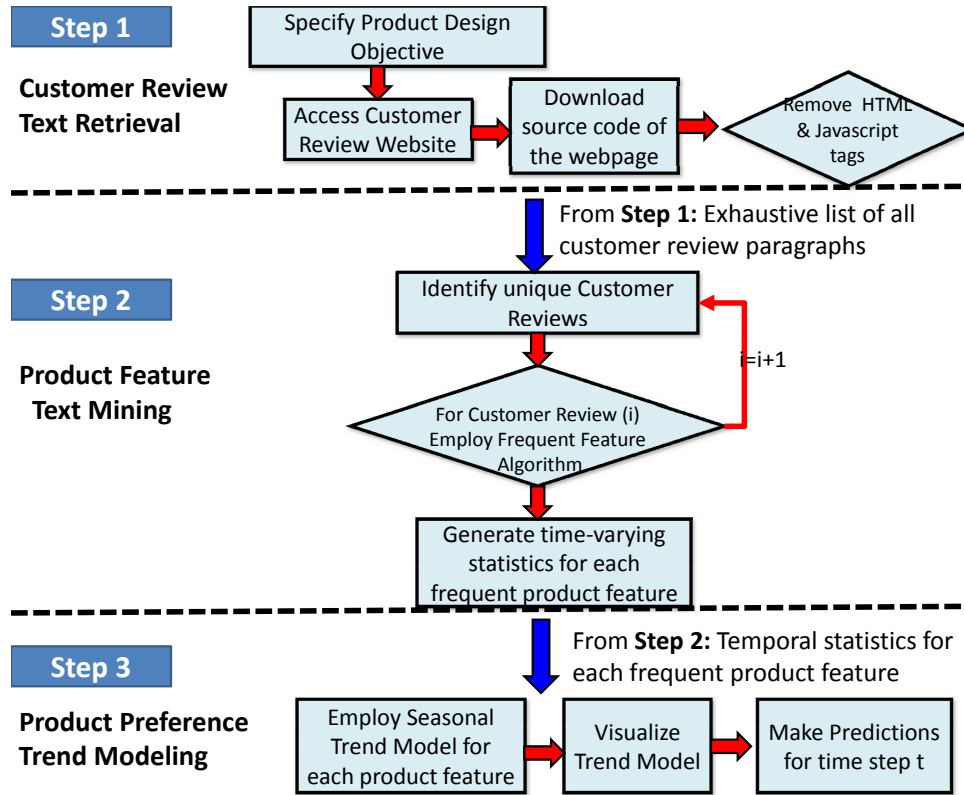 Step 1
Customer Review
Text Retrieval
Specify Product Design
Objective
Access Customer
Review Website
Download
source code of
the webpage
Remove HTML
& Javascript
tags
From Step 1: Exhaustive list of all
customer review paragraphs
Step 2
Product Feature
Text Mining
Identify unique Customer
Reviews
i=i+1
For Customer Review (i)
Employ Frequent Feature
Algorithm
Generate time-varying
statistics for each
frequent product feature
From Step 2: Temporal statistics for
each frequent product feature
Step 3
Product Preference
Trend Modeling
Employ Seasonal
Trend Model for
each product feature
Visualize
Trend Model
Make Predictions
for time step t